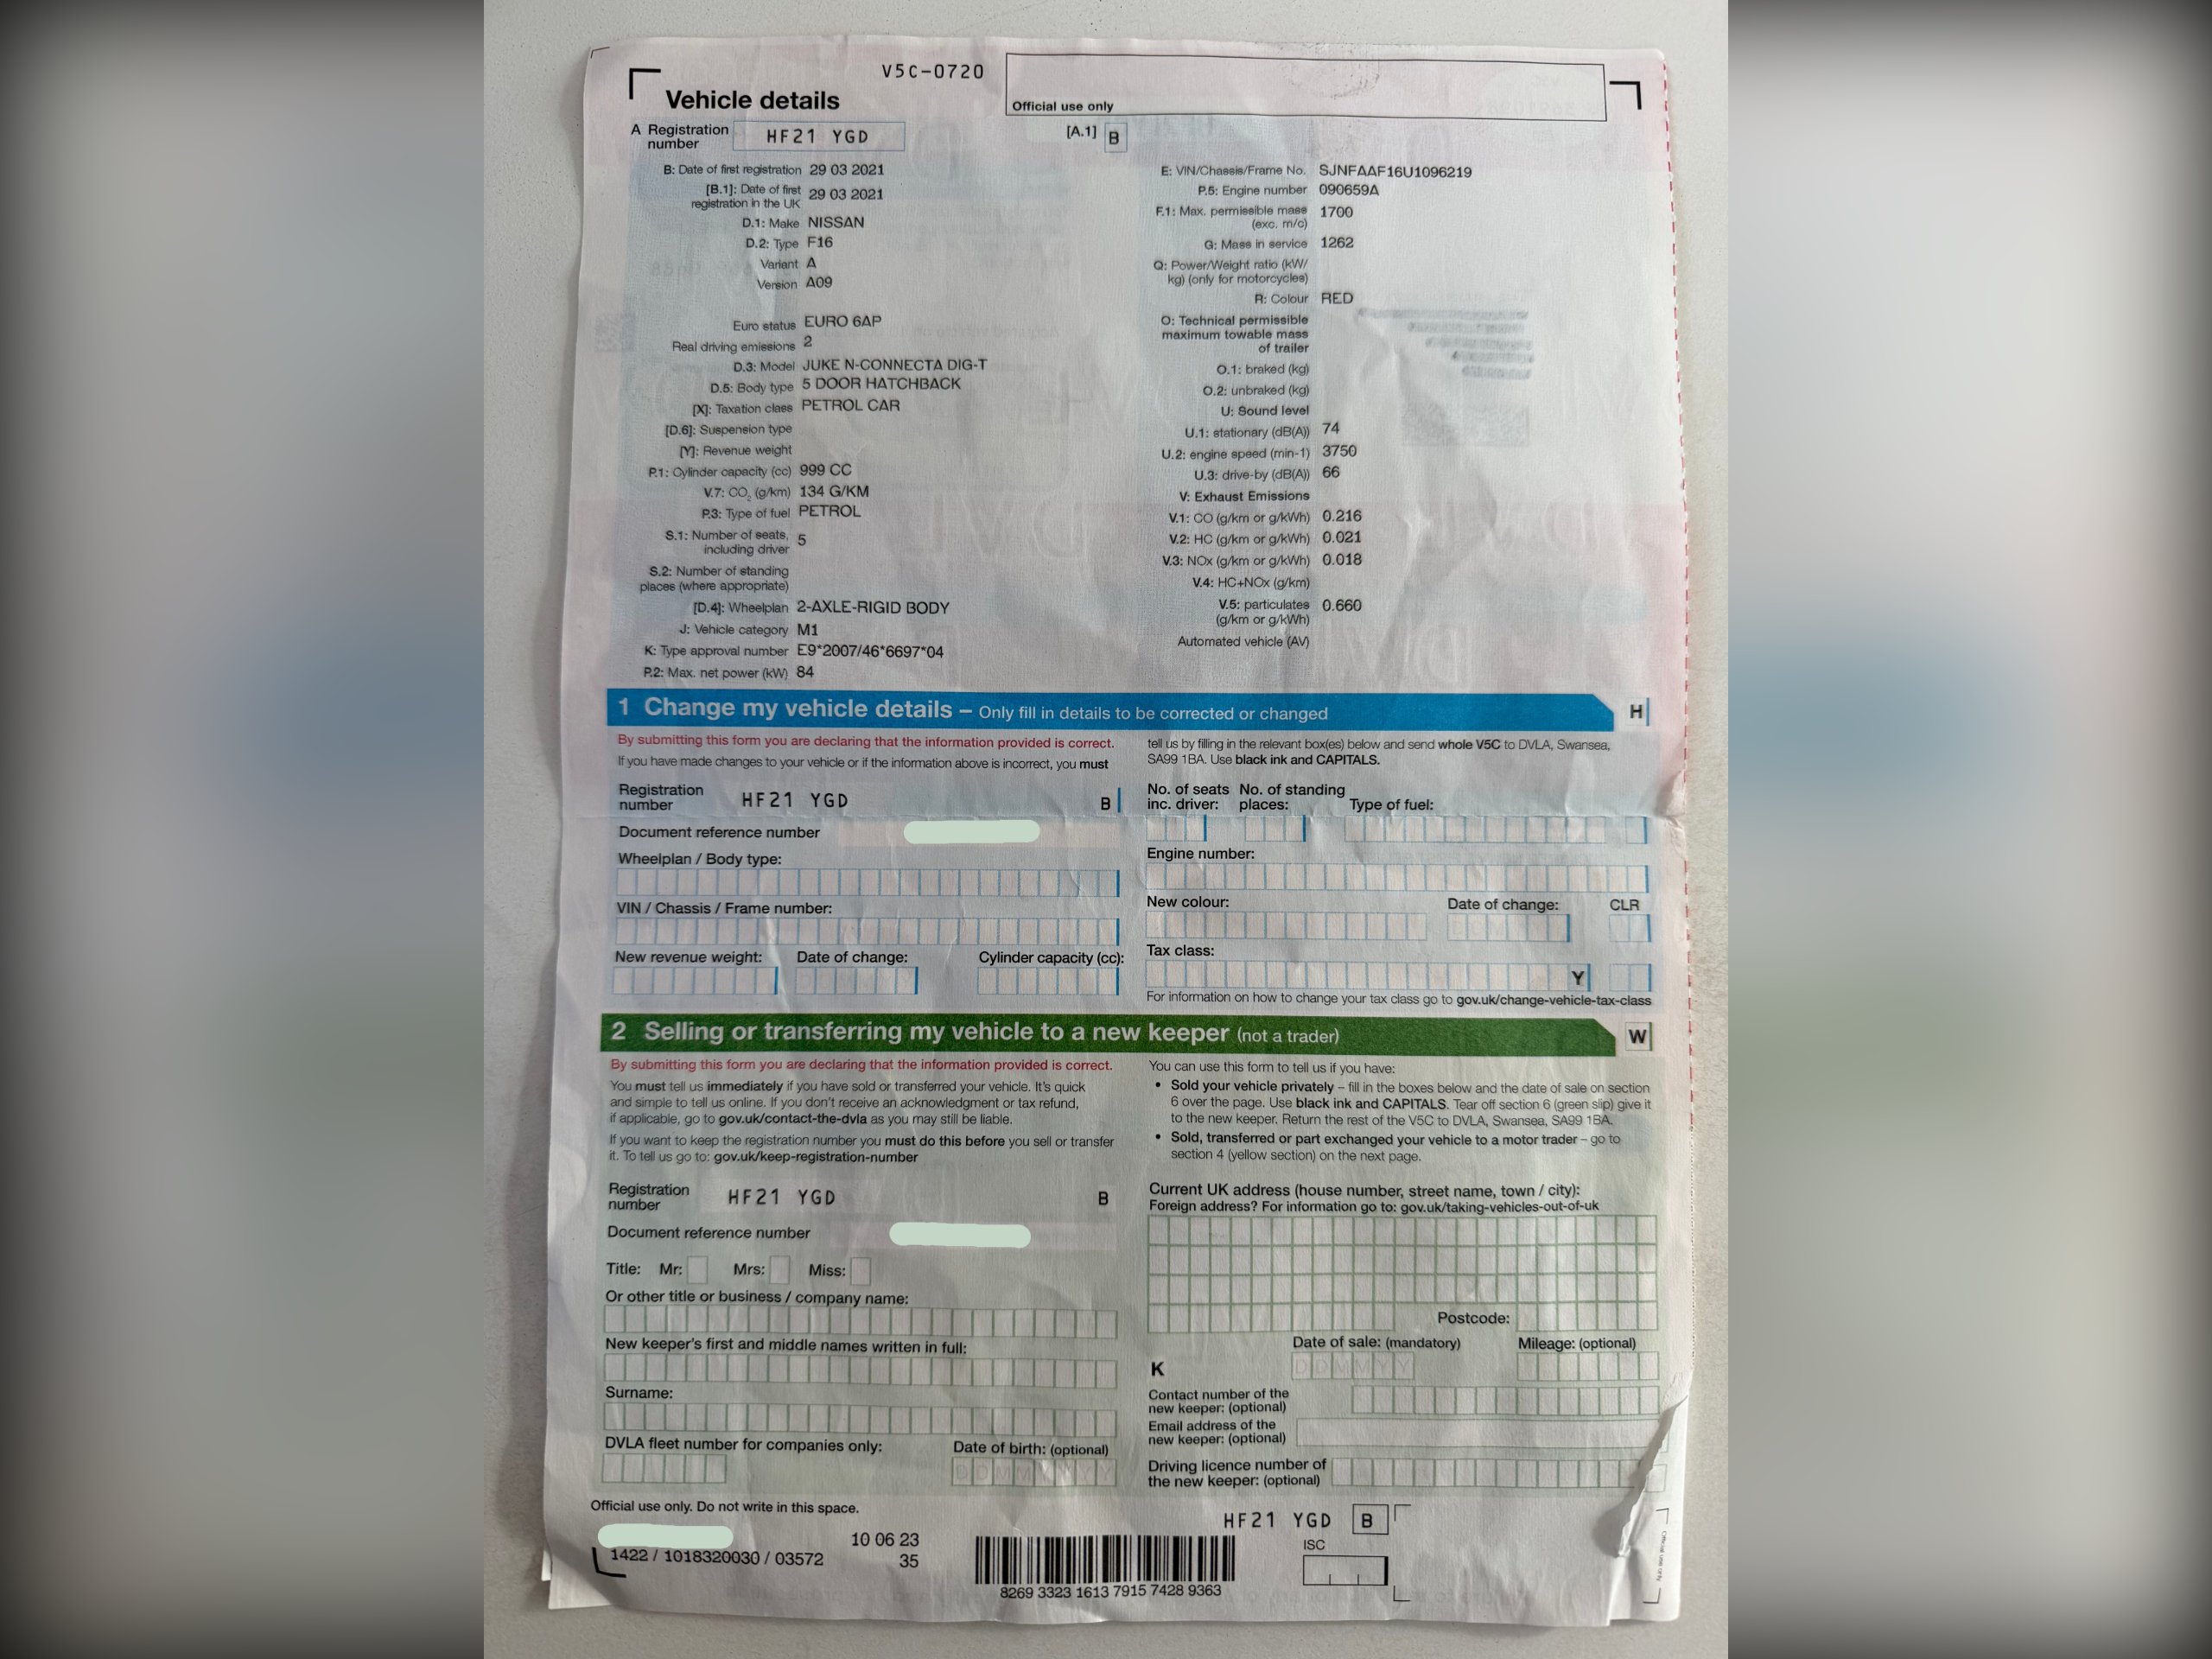 V5C-0720
Vehicle details
Official use only
A Registration number HF21 YGD
[A.1] B
B: Date of first registration 29 03 2021
[B.1]: Date of first registration in the UK 29 03 2021
D.1: Make NISSAN
D.2: Type F16
Variant A
Version A09
Euro status EURO 6AP
Real driving emissions 2
D.3: Model JUKE N-CONNECTA DIG-T
D.5: Body type 5 DOOR HATCHBACK
[X]: Taxation class PETROL CAR
[D.6]: Suspension type
[Y]: Revenue weight
P.1: Cylinder capacity (cc) 999 CC
V.7: CO₂ (g/km) 134 G/KM
P.3: Type of fuel PETROL
S.1: Number of seats, including driver 5
S.2: Number of standing places (where appropriate)
[D.4]: Wheelplan 2-AXLE-RIGID BODY
J: Vehicle category M1
K: Type approval number E9*2007/46*6697*04
P.2: Max. net power (kW) 84
E: VIN/Chassis/Frame No. SJNFAAF16U1096219
P.5: Engine number 090659A
F.1: Max. permissible mass (exc. m/c) 1700
G: Mass in service 1262
Q: Power/Weight ratio (kW/kg) (only for motorcycles)
R: Colour RED
O: Technical permissible maximum towable mass of trailer
O.1: braked (kg)
O.2: unbraked (kg)
U: Sound level
U.1: stationary (dB(A)) 74
U.2: engine speed (min-1) 3750
U.3: drive-by (dB(A)) 66
V: Exhaust Emissions
V.1: CO (g/km or g/kWh) 0.216
V.2: HC (g/km or g/kWh) 0.021
V.3: NOx (g/km or g/kWh) 0.018
V.4: HC+NOx (g/km)
V.5: particulates (g/km or g/kWh) 0.660
Automated vehicle (AV)
1 Change my vehicle details – Only fill in details to be corrected or changed
H
By submitting this form you are declaring that the information provided is correct.
If you have made changes to your vehicle or if the information above is incorrect, you must
tell us by filling in the relevant box(es) below and send whole V5C to DVLA, Swansea,
SA99 1BA. Use black ink and CAPITALS.
Registration number HF21 YGD B
Document reference number
Wheelplan / Body type:
VIN / Chassis / Frame number:
New revenue weight: Date of change: Cylinder capacity (cc):
No. of seats inc. driver: No. of standing places: Type of fuel:
Engine number:
New colour: Date of change: CLR
Tax class:
Y
For information on how to change your tax class go to gov.uk/change-vehicle-tax-class
2 Selling or transferring my vehicle to a new keeper (not a trader)
W
By submitting this form you are declaring that the information provided is correct.
You must tell us immediately if you have sold or transferred your vehicle. It's quick
and simple to tell us online. If you don't receive an acknowledgment or tax refund,
if applicable, go to gov.uk/contact-the-dvla as you may still be liable.
If you want to keep the registration number you must do this before you sell or transfer
it. To tell us go to: gov.uk/keep-registration-number
You can use this form to tell us if you have:
• Sold your vehicle privately – fill in the boxes below and the date of sale on section
6 over the page. Use black ink and CAPITALS. Tear off section 6 (green slip) give it
to the new keeper. Return the rest of the V5C to DVLA, Swansea, SA99 1BA.
• Sold, transferred or part exchanged your vehicle to a motor trader – go to
section 4 (yellow section) on the next page.
Registration number HF21 YGD B
Document reference number
Title: Mr: Mrs: Miss:
Or other title or business / company name:
New keeper's first and middle names written in full:
Surname:
DVLA fleet number for companies only: Date of birth: (optional)
Current UK address (house number, street name, town / city):
Foreign address? For information go to: gov.uk/taking-vehicles-out-of-uk
Postcode:
Date of sale: (mandatory) Mileage: (optional)
K
Contact number of the new keeper: (optional)
Email address of the new keeper: (optional)
Driving licence number of the new keeper: (optional)
Official use only. Do not write in this space.
10 06 23
1422 / 1018320030 / 03572 35
8269 3323 1613 7915 7428 9363
HF21 YGD B
ISC